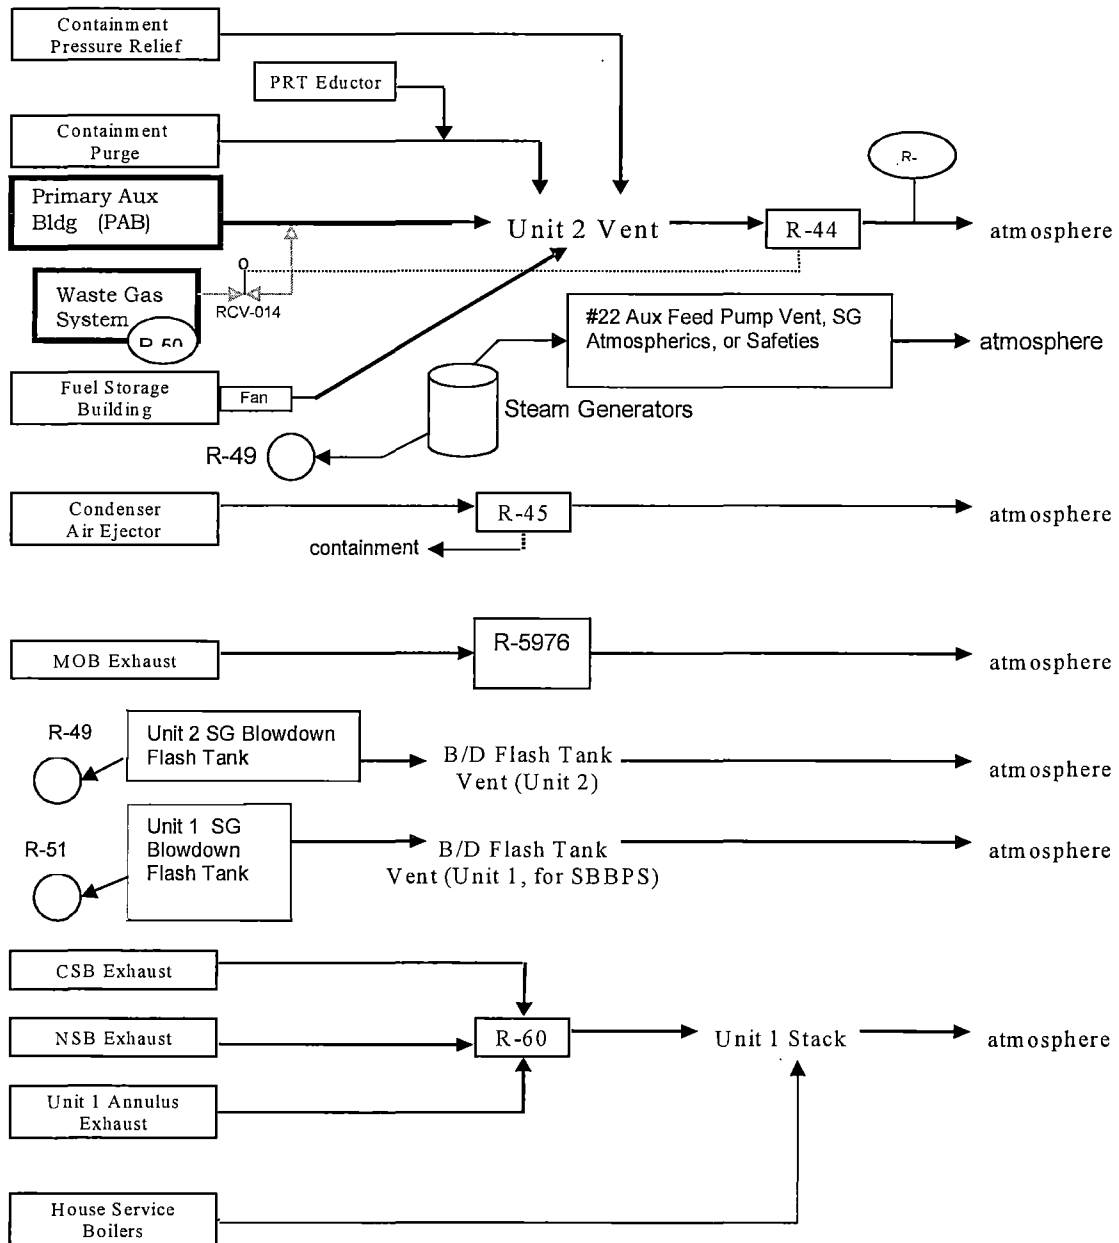 Containment
Pressure Relief
PRT Eductor
Containment
Purge
R-
Primary Aux
Bldg (PAB)
Unit 2 Vent
R-44
atmosphere
O
Waste Gas
System
RCV-014
R-50
#22 Aux Feed Pump Vent, SG
Atmospherics, or Safeties
atmosphere
Fuel Storage
Building
Fan
Steam Generators
R-49
Condenser
Air Ejector
R-45
atmosphere
containment
MOB Exhaust
R-5976
atmosphere
R-49
Unit 2 SG Blowdown
Flash Tank
B/D Flash Tank
Vent (Unit 2)
atmosphere
R-51
Unit 1 SG
Blowdown
Flash Tank
B/D Flash Tank
Vent (Unit 1, for SBBPS)
atmosphere
CSB Exhaust
NSB Exhaust
R-60
Unit 1 Stack
atmosphere
Unit 1 Annulus
Exhaust
House Service
Boilers